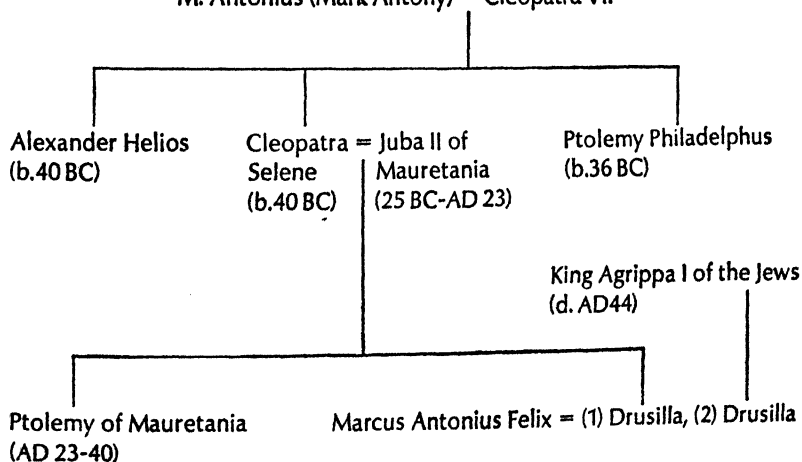 M. Antonius (Mark Antony) Cleopatra VII
Alexander Helios
(b.40 BC)
Cleopatra = Juba II of
Selene Mauretania
(b.40 BC) (25 BC-AD 23)
Ptolemy Philadelphus
(b.36 BC)
King Agrippa I of the Jews
(d. AD44)
Ptolemy of Mauretania
(AD 23-40)
Marcus Antonius Felix = (1) Drusilla, (2) Drusilla